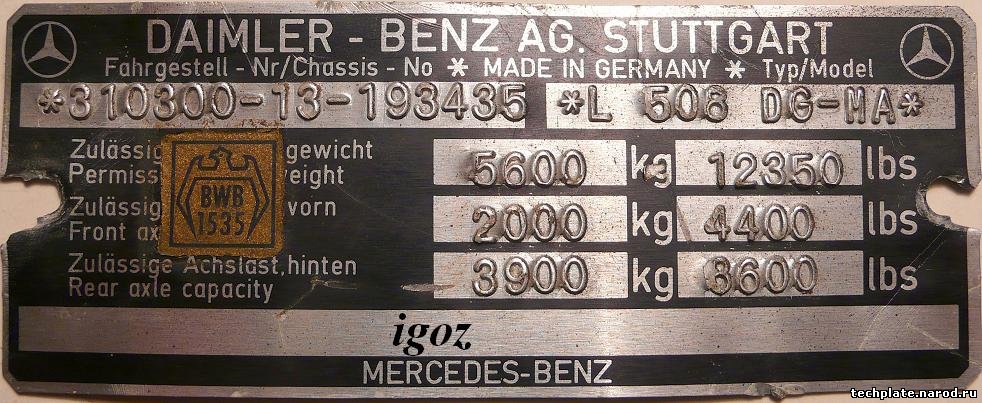 DAIMLER - BENZ AG. STUTTGART
Fahrgestell - Nr/Chassis - No * MADE IN GERMANY * Typ/Model
*310300-13-193435 *L 508 DG-MA*
Zulässig gewicht 5600 kg 12350 lbs
Permiss weight
Zulässig vorn 2000 kg 4400 lbs
Front ax
BWB
1535
Zulässige Achslast, hinten 3900 kg 8600 lbs
Rear axle capacity
igoz
MERCEDES-BENZ
techplate.narod.ru